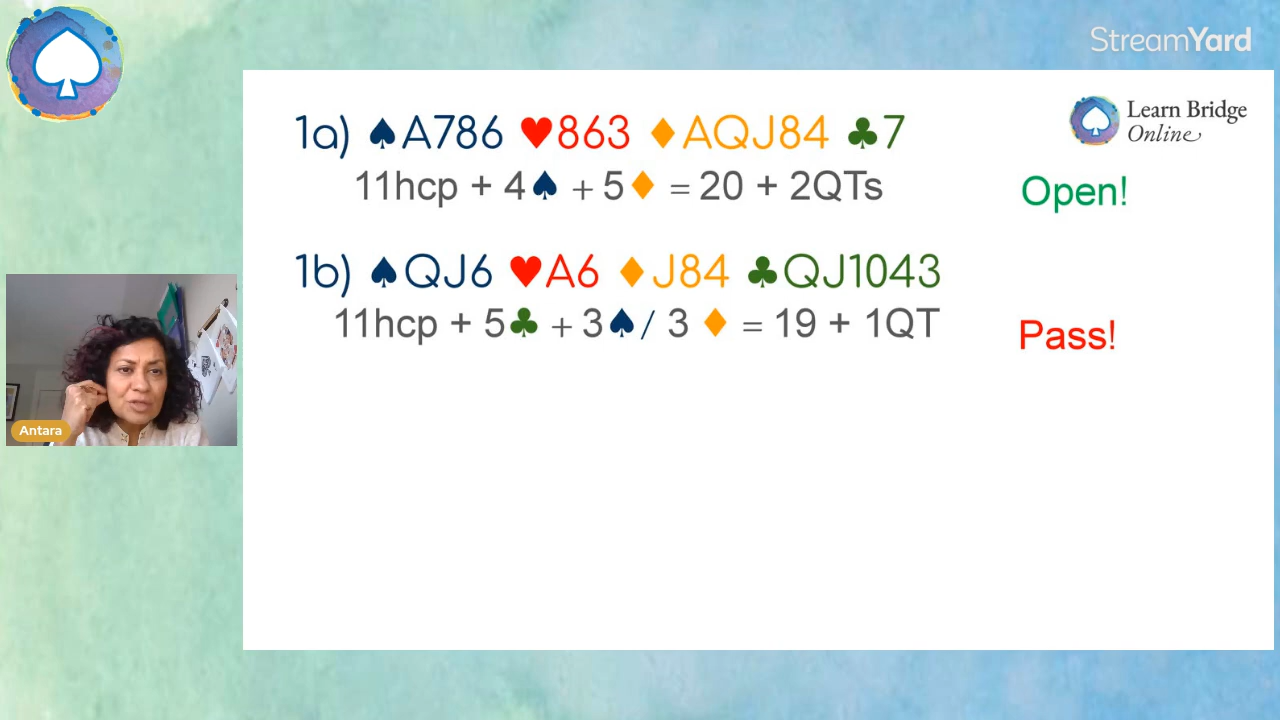 StreamYard
Learn Bridge
Online
1a) ♠A786 ♥863 ♦AQJ84 ♣7
11hcp + 4♠ + 5♦ = 20 + 2QTs
Open!
1b) ♠QJ6 ♥A6 ♦J84 ♣QJ1043
11hcp + 5♣ + 3♠/ 3 ♦ = 19 + 1QT
Pass!
Antara